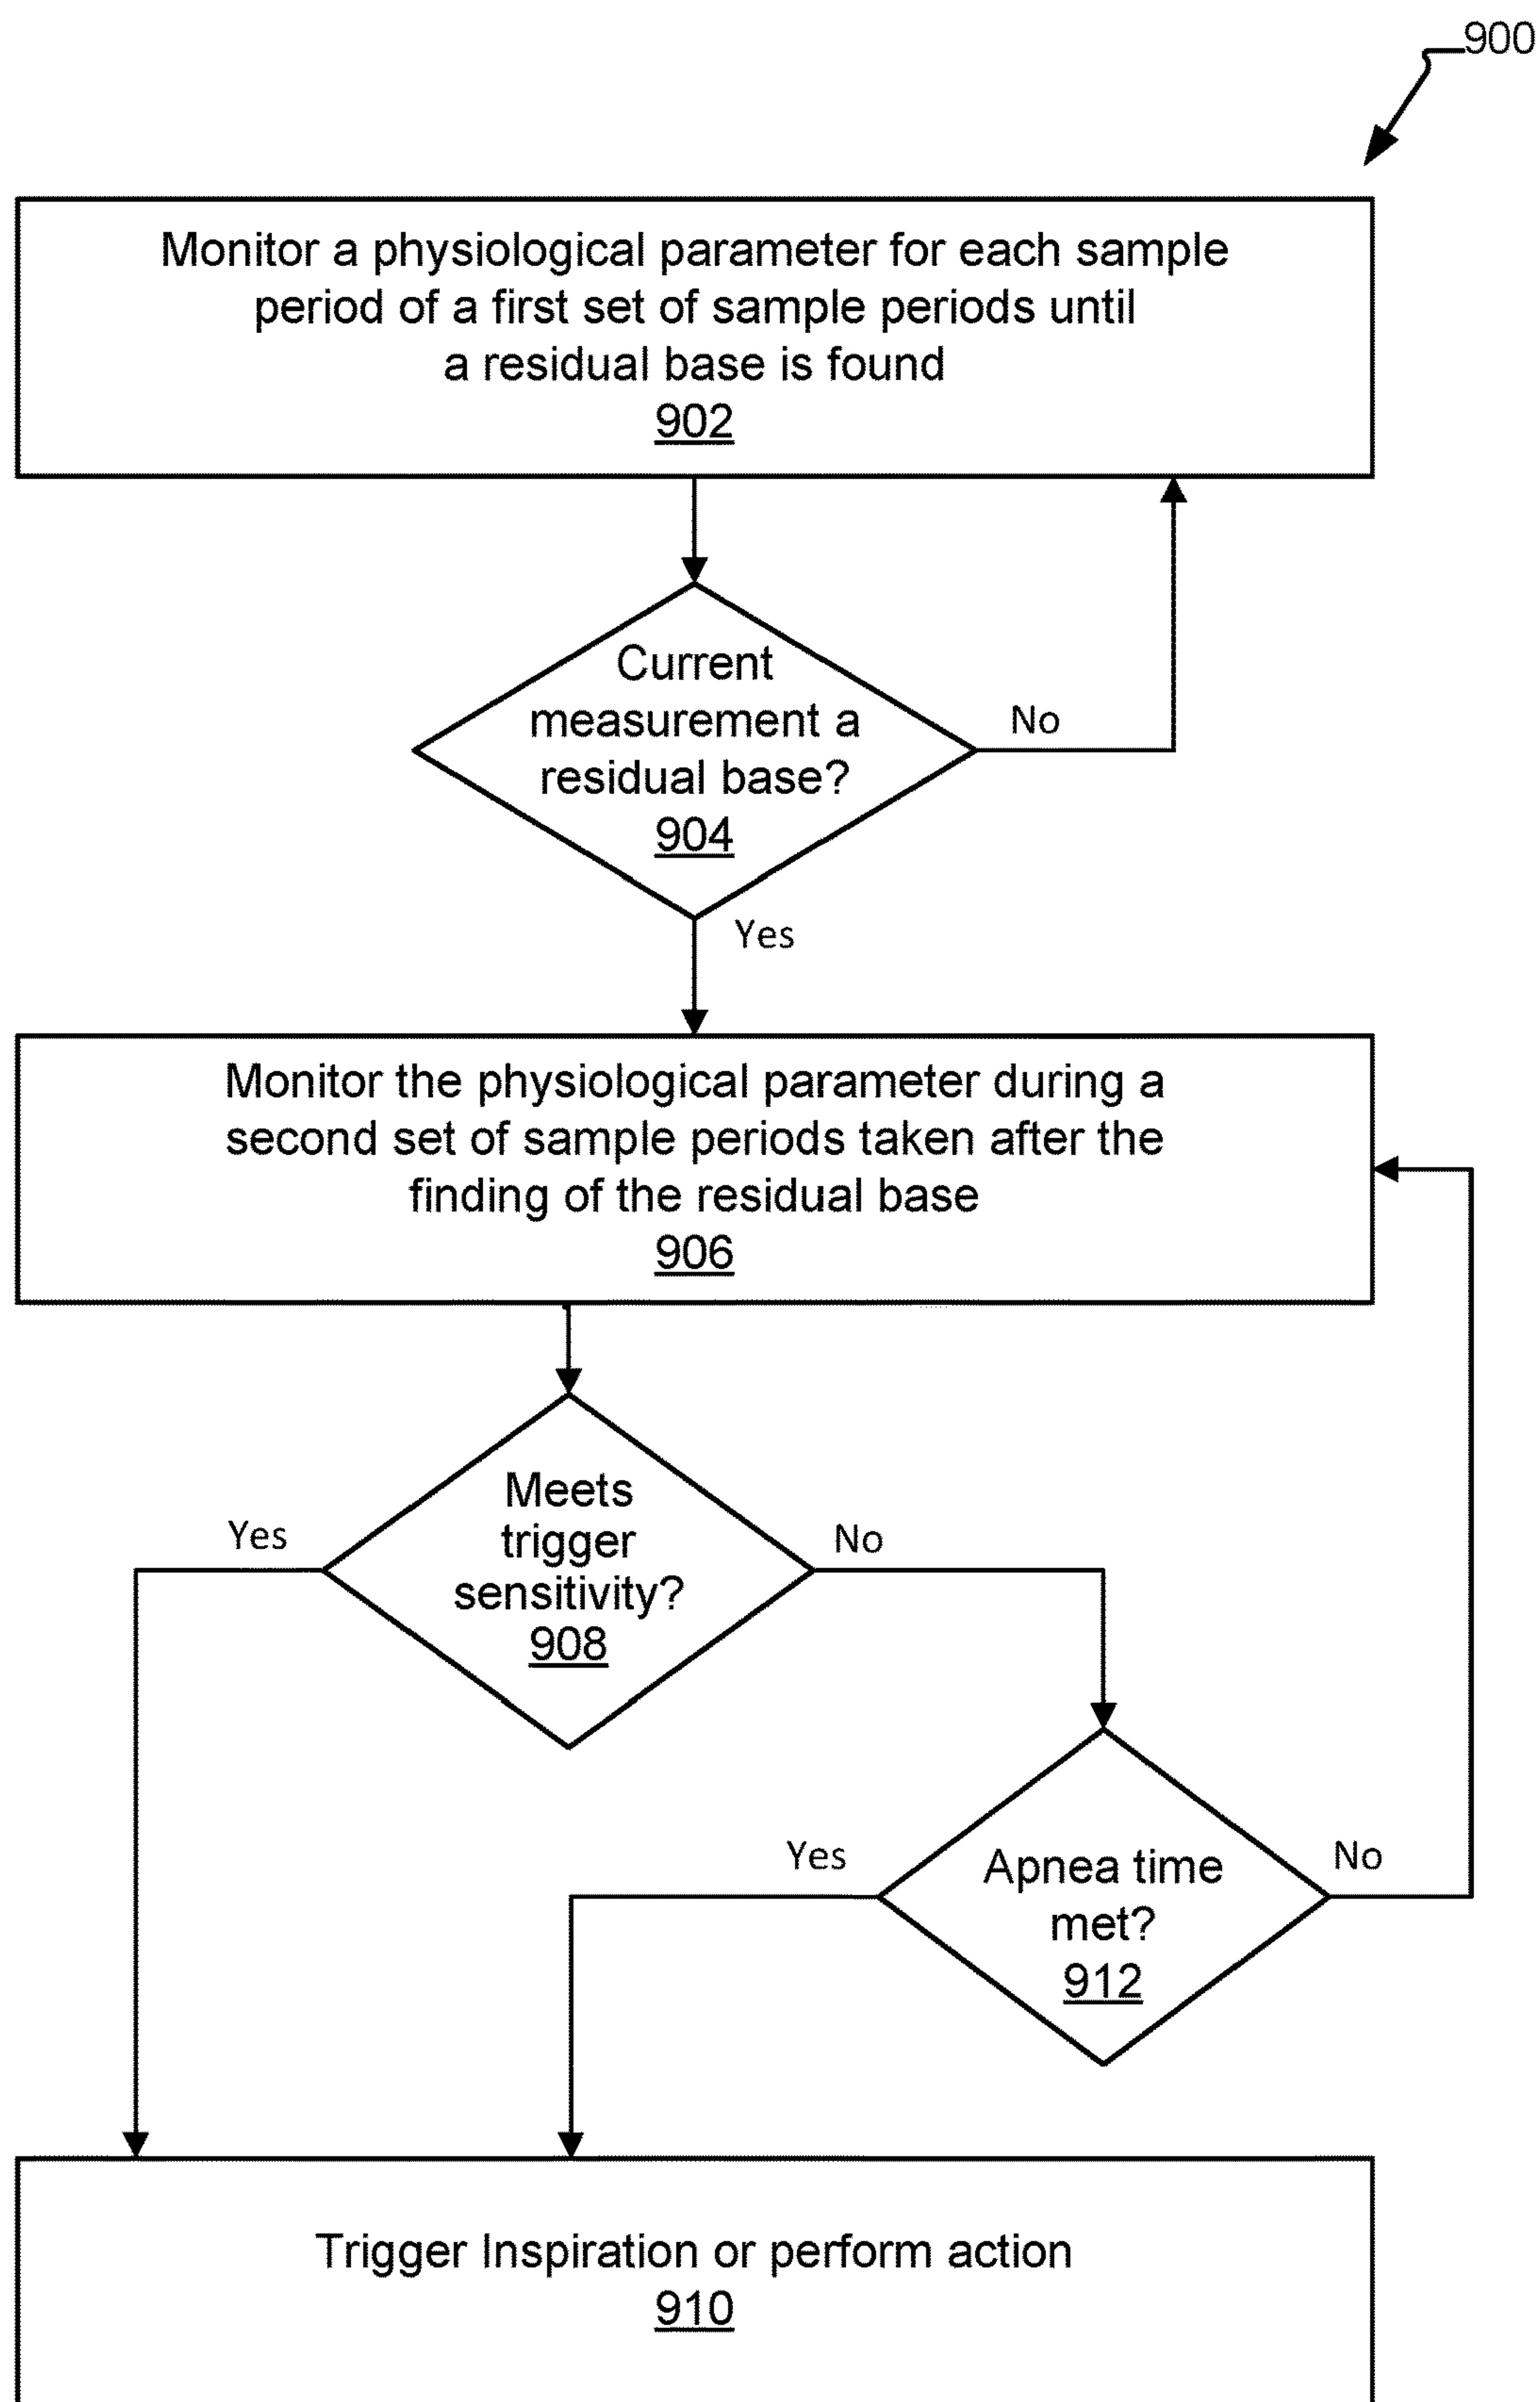 900
Monitor a physiological parameter for each sample
period of a first set of sample periods until
a residual base is found
902
Current
measurement a
residual base?
904
No
Yes
Monitor the physiological parameter during a
second set of sample periods taken after the
finding of the residual base
906
Meets
trigger
sensitivity?
908
Yes
No
Apnea time
met?
912
Yes
No
Trigger Inspiration or perform action
910